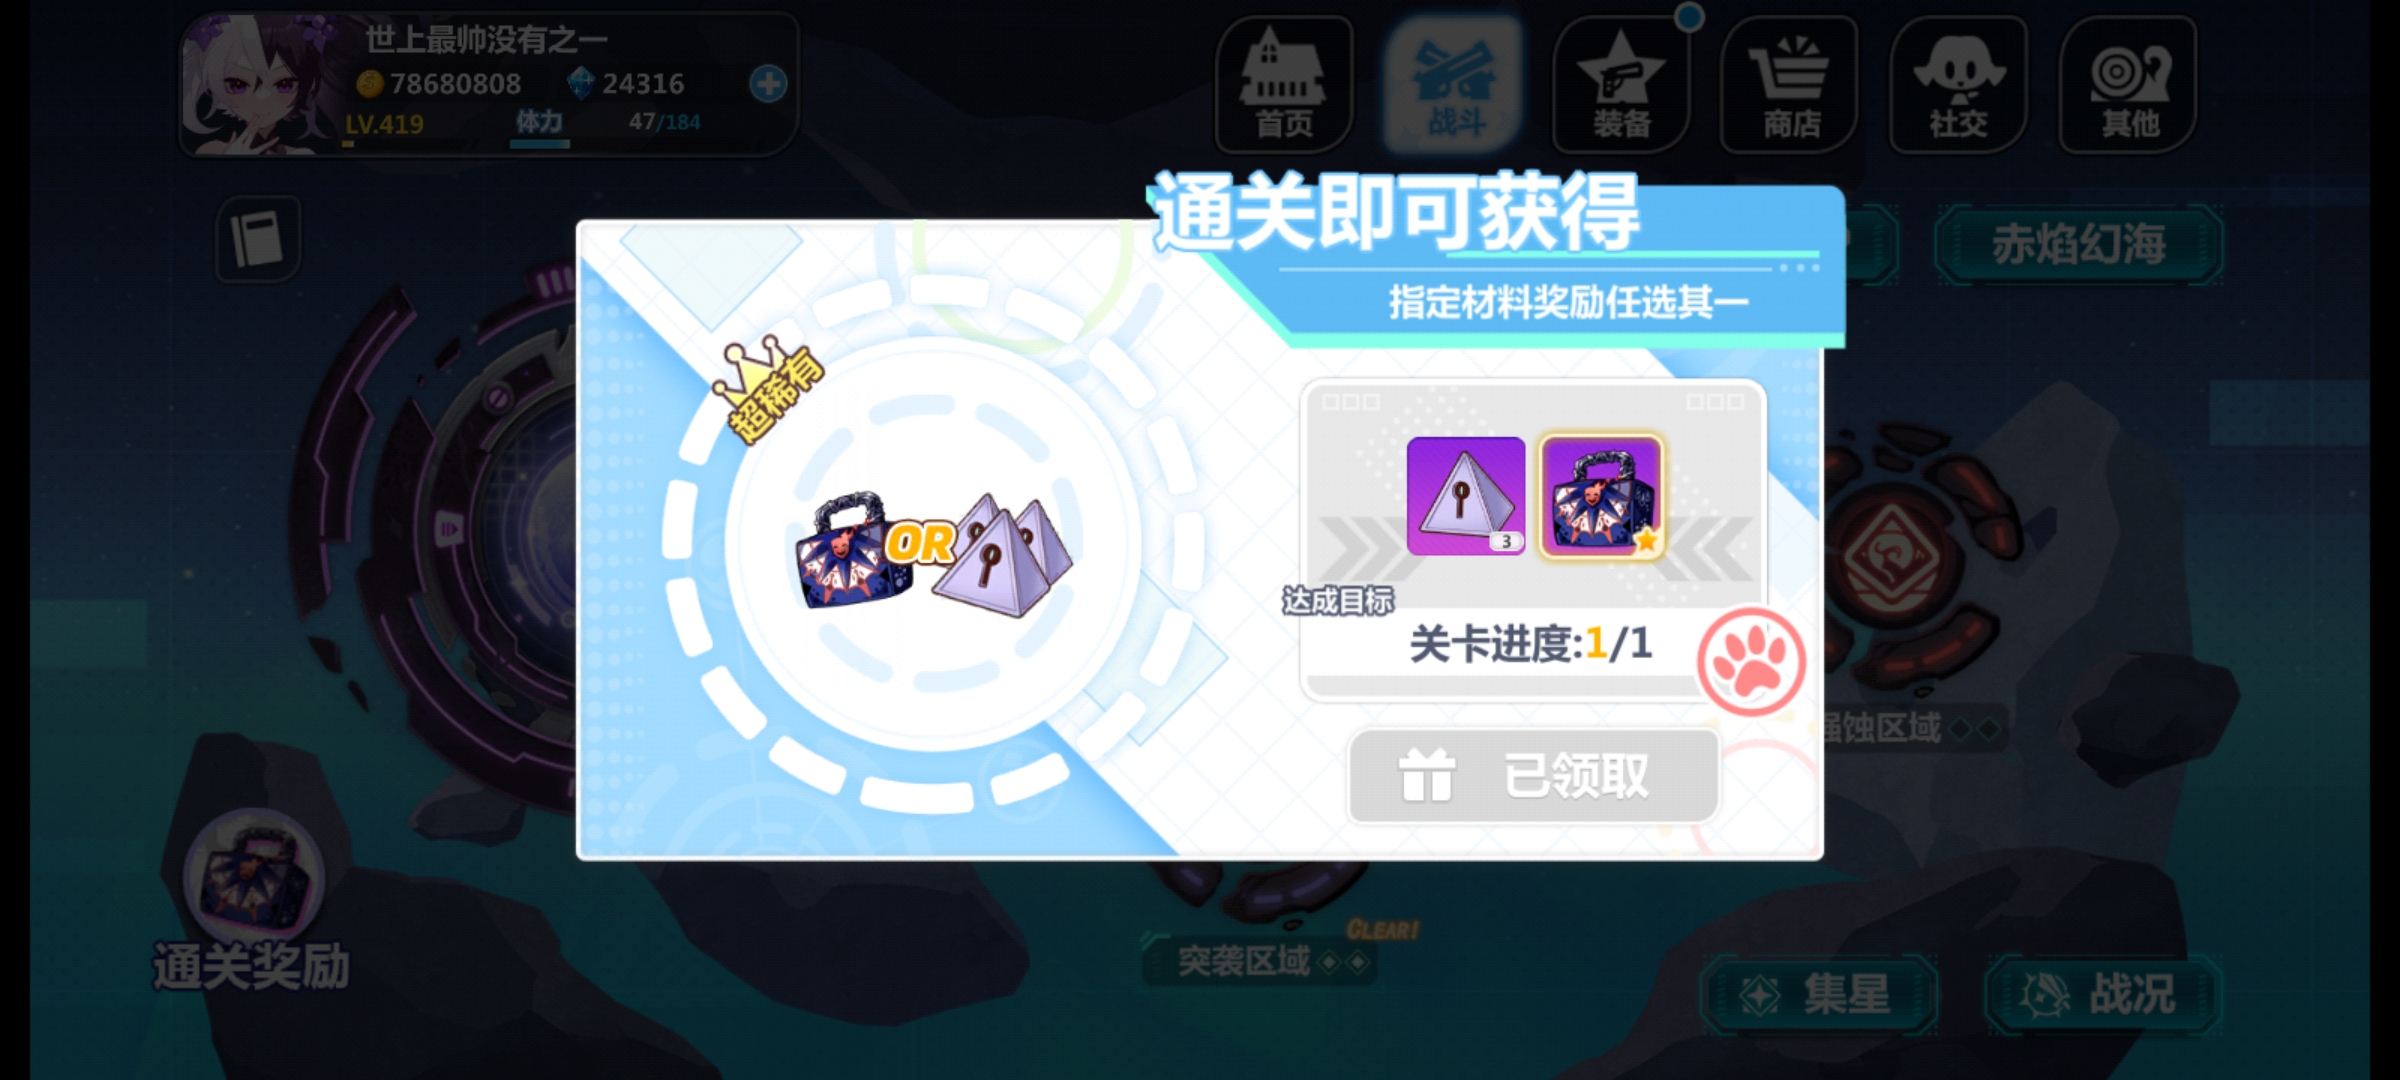 世上最帅没有之一
78680808
24316
LV.419
体力
47/184
首页
战斗
装备
商店
社交
其他
通关即可获得
指定材料奖励任选其一
赤焰幻海
超稀有
OR
3
达成目标
关卡进度:1/1
已领取
强蚀区域
通关奖励
CLEAR!
突袭区域
集星
战况